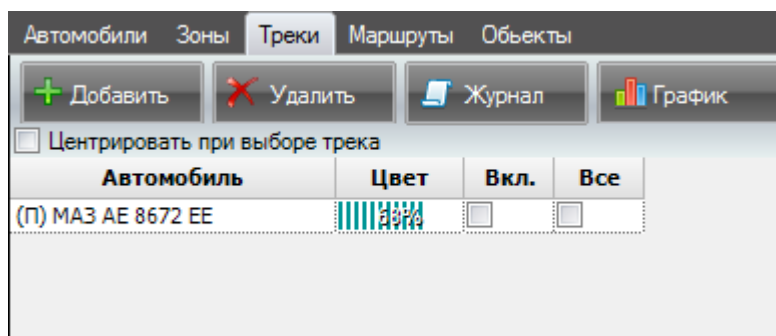 Автомобили Зоны Треки Маршруты Обьекты
Добавить Удалить Журнал График
Центрировать при выборе трека
Автомобиль Цвет Вкл. Все
(П) МАЗ АЕ 8672 ЕЕ